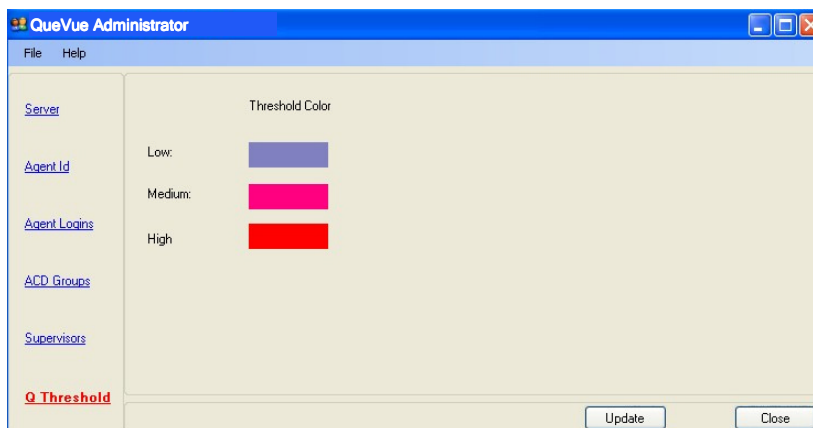 QueVue Administrator
File Help
Server
Agent Id
Agent Logins
ACD Groups
Supervisors
Q Threshold
Threshold Color
Low:
Medium:
High
Update Close